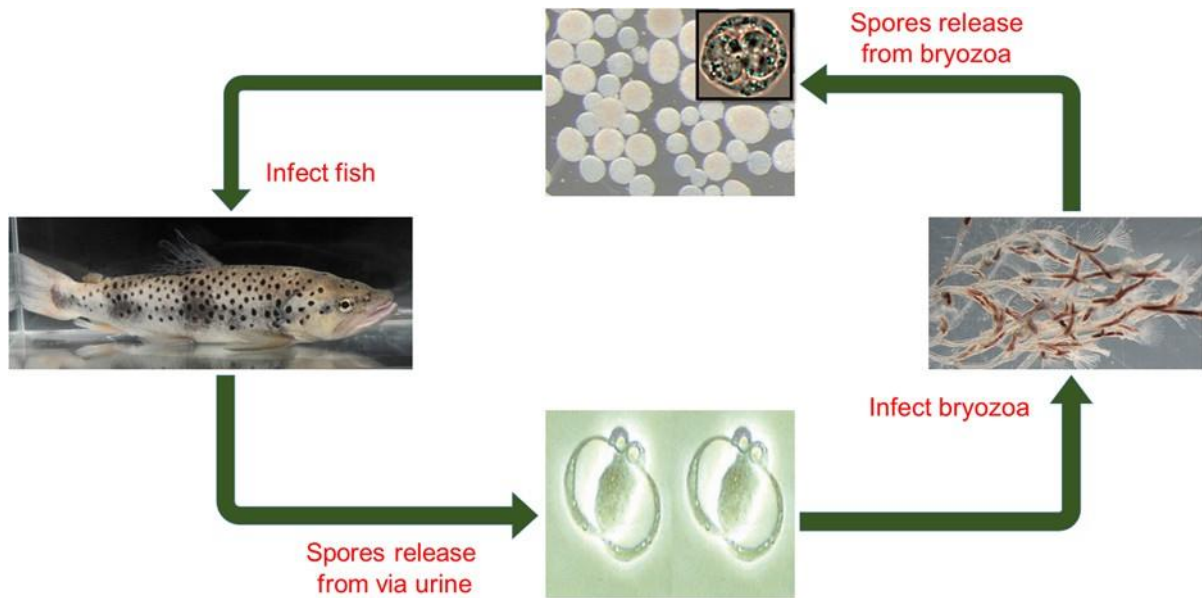 Spores release
from bryozoa
Infect fish
Infect bryozoa
Spores release
from via urine